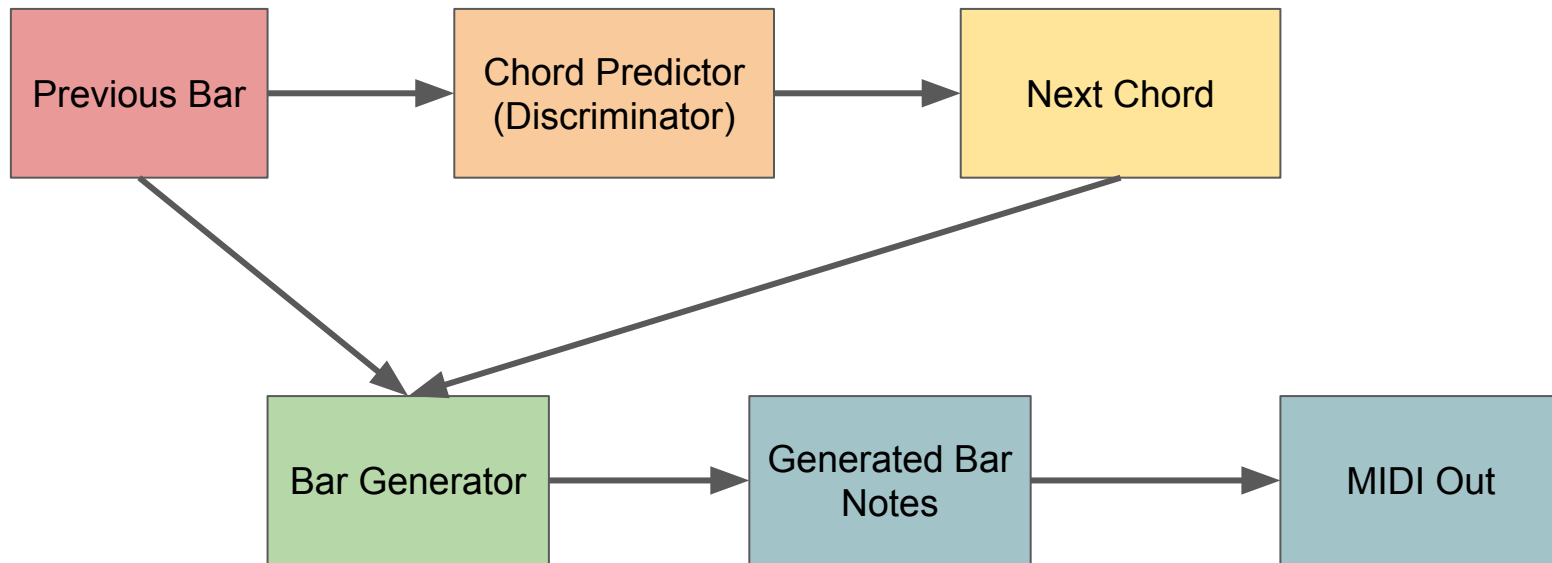 Previous Bar
Chord Predictor
(Discriminator)
Next Chord
Bar Generator
Generated Bar
Notes
MIDI Out